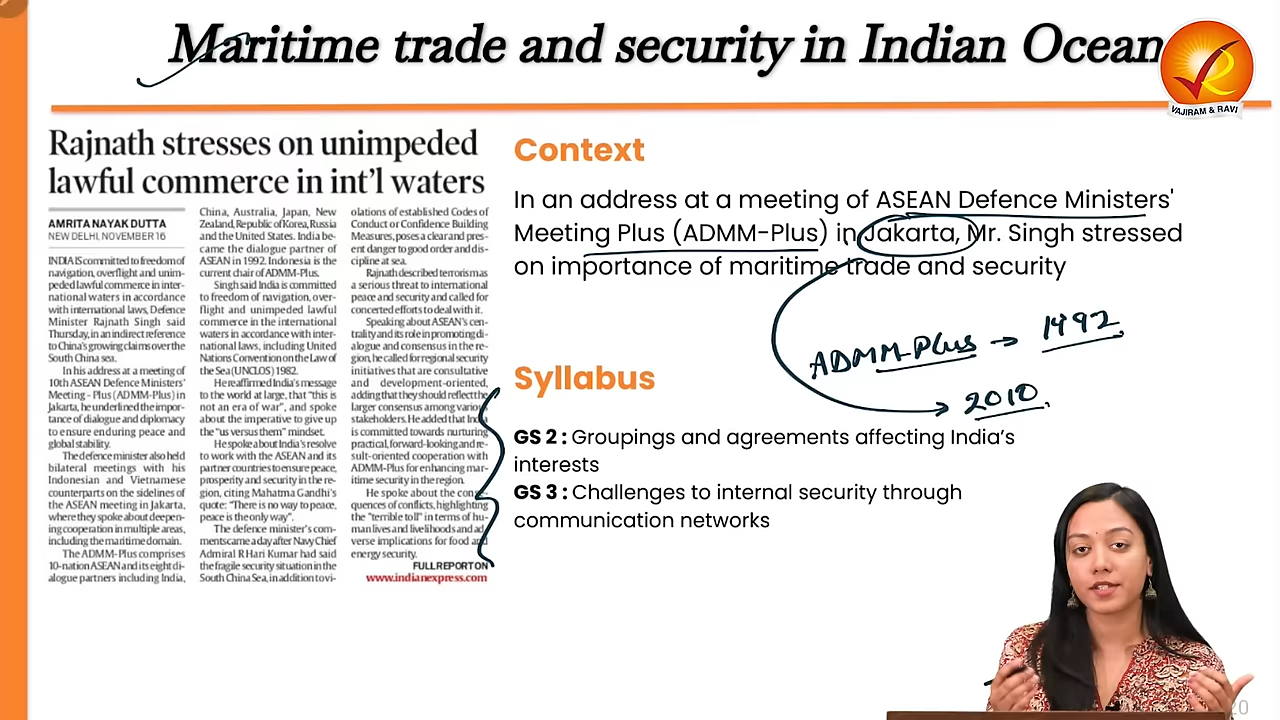 Maritime trade and security in Indian Ocean
VAJIRAM & RAVI
Rajnath stresses on unimpeded
lawful commerce in int'l waters
AMRITA NAYAK DUTTA
NEW DELHI, NOVEMBER 16
INDIA IS committed to freedom of
navigation, overflight and unim-
peded lawful commerce in inter-
national waters in accordance
with international laws, Defence
Minister Rajnath Singh said
Thursday, in an indirect reference
to China's growing claims over the
South China sea.
In his address at a meeting of
10th ASEAN Defence Ministers'
Meeting - Plus (ADMM-Plus) in
Jakarta, he underlined the impor-
tance of dialogue and diplomacy
to ensure enduring peace and
global stability.
The defence minister also held
bilateral meetings with his
Indonesian and Vietnamese
counterparts on the sidelines of
the ASEAN meeting in Jakarta,
where they spoke about deepen-
ing cooperation in multiple areas,
including the maritime domain.
The ADMM-Plus comprises
10-nation ASEAN and its eight di-
alogue partners including India,
China, Australia, Japan, New
Zealand, Republic of Korea, Russia
and the United States. India be-
came the dialogue partner of
ASEAN in 1992. Indonesia is the
current chair of ADMM-Plus.
Singh said India is committed
to freedom of navigation, over-
flight and unimpeded lawful
commerce in the international
waters in accordance with inter-
national laws, including United
Nations Convention on the Law of
the Sea (UNCLOS) 1982.
He reaffirmed India's message
to the world at large, that "this is
not an era of war", and spoke
about the imperative to give up
the "us versus them" mindset.
He spoke about India's resolve
to work with the ASEAN and its
partner countries to ensure peace,
prosperity and security in the re-
gion, citing Mahatma Gandhi's
quote: "There is no way to peace,
peace is the only way".
The defence minister's com-
ments came a day after Navy Chief
Admiral R Hari Kumar had said
the fragile security situation in the
South China Sea, in addition to vi-
olations of established Codes of
Conduct or Confidence Building
Measures, poses a clear and pres-
ent danger to good order and dis-
cipline at sea.
Rajnath described terrorism as
a serious threat to international
peace and security and called for
concerted efforts to deal with it.
Speaking about ASEAN's cen-
trality and its role in promoting di-
alogue and consensus in the re-
gion, he called for regional security
initiatives that are consultative
and development-oriented,
adding that they should reflect the
larger consensus among various
stakeholders. He added that India
is committed towards nurturing
practical, forward-looking and re-
sult-oriented cooperation with
ADMM-Plus for enhancing mar-
itime security in the region.
He spoke about the conse-
quences of conflicts, highlighting
the "terrible toll" in terms of hu-
man lives and livelihoods and ad
verse implications for food and
energy security.
FULL REPORT ON
www.indianexpress.com
Context
In an address at a meeting of ASEAN Defence Ministers'
Meeting Plus (ADMM-Plus) in Jakarta, Mr. Singh stressed
on importance of maritime trade and security
ADMM-Plus → 1992
2010
Syllabus
GS 2 : Groupings and agreements affecting India's
interests
GS 3 : Challenges to internal security through
communication networks
20